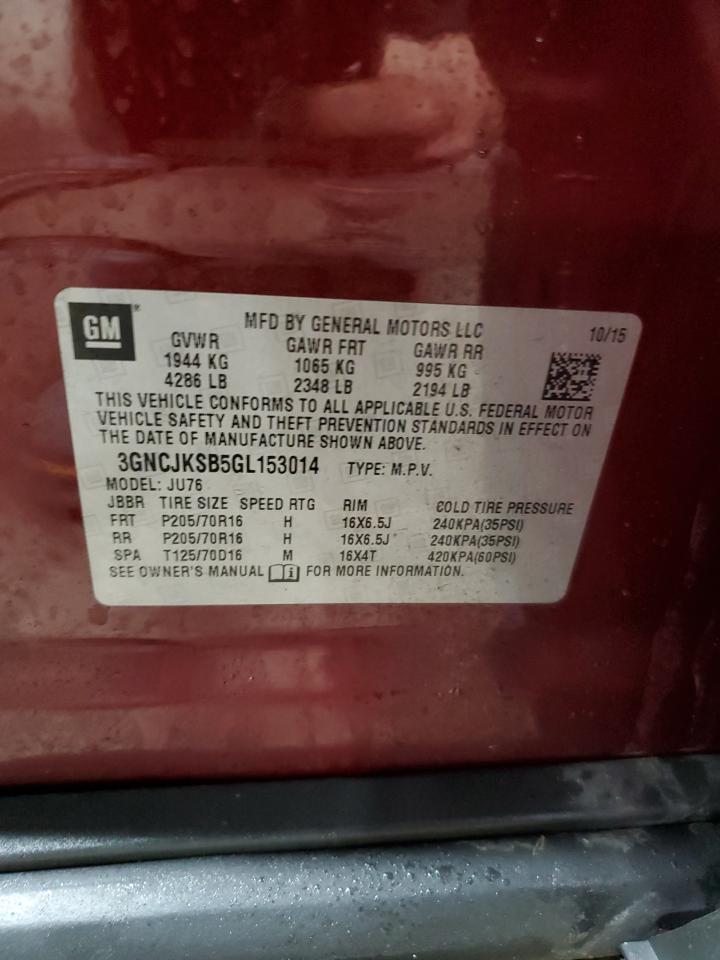 GM
MFD BY GENERAL MOTORS LLC 10/15
GVWR GAWR FRT GAWR RR
1944 KG 1065 KG 995 KG
4286 LB 2348 LB 2194 LB
THIS VEHICLE CONFORMS TO ALL APPLICABLE U.S. FEDERAL MOTOR
VEHICLE SAFETY AND THEFT PREVENTION STANDARDS IN EFFECT ON
THE DATE OF MANUFACTURE SHOWN ABOVE.
3GNCJKSB5GL153014 TYPE: M.P.V.
MODEL: JU76
JBBR TIRE SIZE SPEED RTG RIM COLD TIRE PRESSURE
FRT P205/70R16 H 16X6.5J 240KPA(35PSI)
RR P205/70R16 H 16X6.5J 240KPA(35PSI)
SPA T125/70D16 M 16X4T 420KPA(60PSI)
SEE OWNER'S MANUAL FOR MORE INFORMATION.